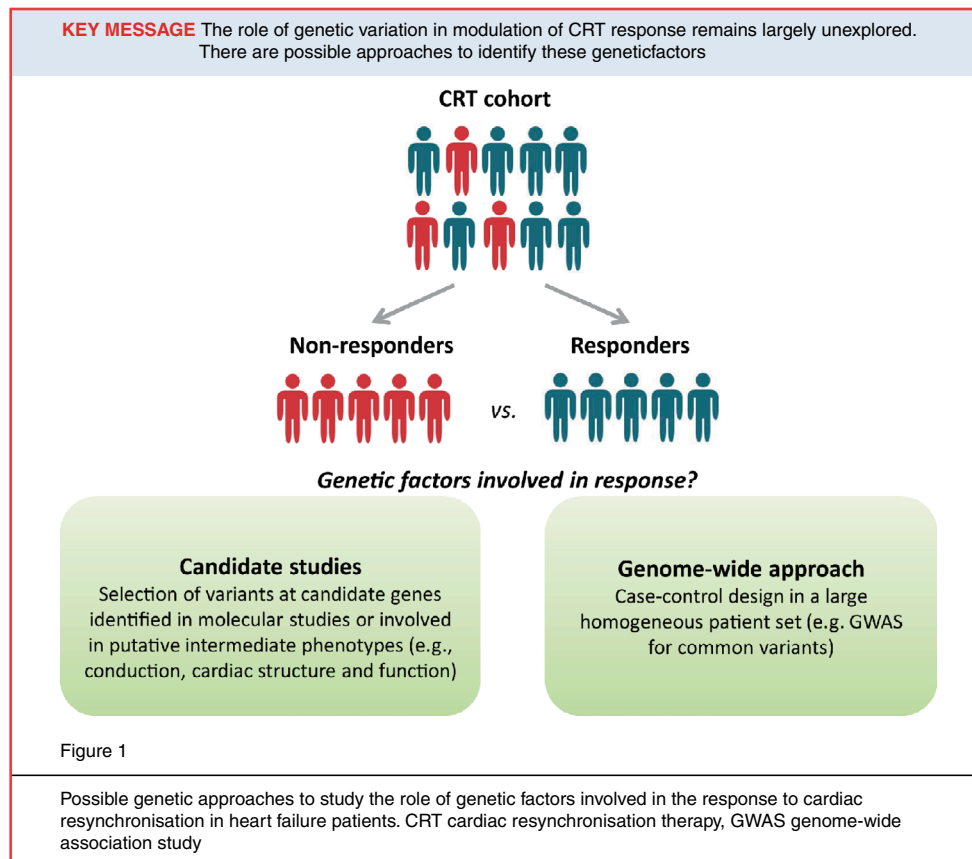 KEY MESSAGE The role of genetic variation in modulation of CRT response remains largely unexplored.
There are possible approaches to identify these geneticfactors
CRT cohort
Non-responders
Responders
vs.
Genetic factors involved in response?
Candidate studies
Selection of variants at candidate genes
identified in molecular studies or involved
in putative intermediate phenotypes (e.g.,
conduction, cardiac structure and function)
Genome-wide approach
Case-control design in a large
homogeneous patient set (e.g. GWAS
for common variants)
Figure 1
Possible genetic approaches to study the role of genetic factors involved in the response to cardiac
resynchronisation in heart failure patients. CRT cardiac resynchronisation therapy, GWAS genome-wide
association study